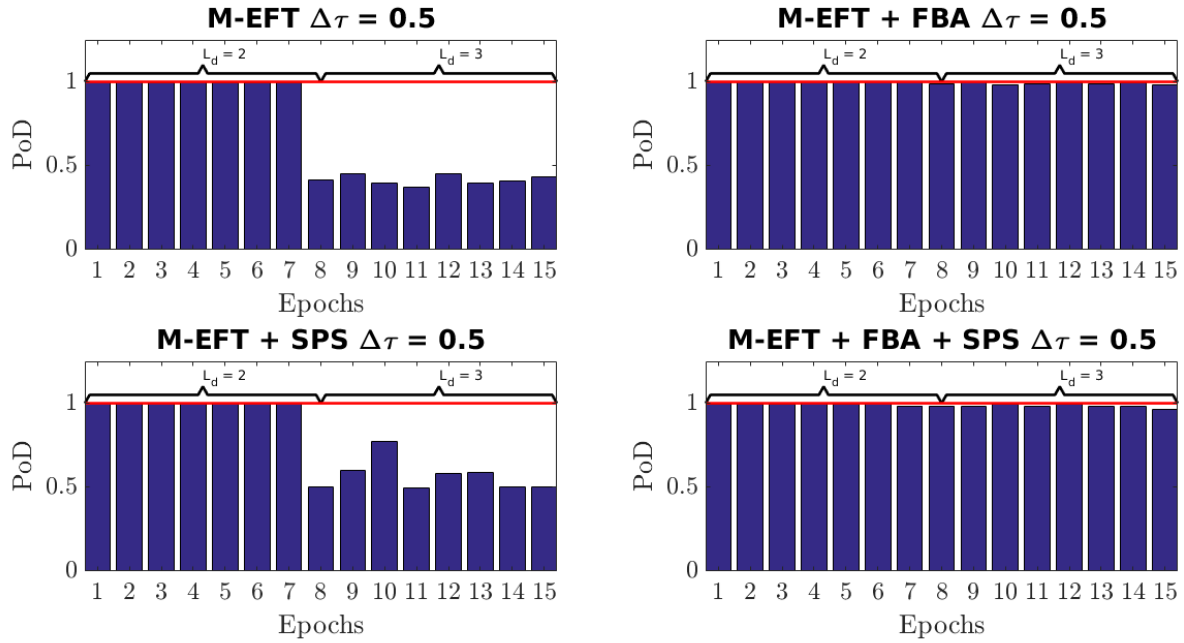 M-EFT Δτ = 0.5
L_d = 2
L_d = 3
1
0.5
0
PoD
1 2 3 4 5 6 7 8 9 10 11 12 13 14 15
Epochs
M-EFT + FBA Δτ = 0.5
L_d = 2
L_d = 3
1
0.5
0
PoD
1 2 3 4 5 6 7 8 9 10 11 12 13 14 15
Epochs
M-EFT + SPS Δτ = 0.5
L_d = 2
L_d = 3
1
0.5
0
PoD
1 2 3 4 5 6 7 8 9 10 11 12 13 14 15
Epochs
M-EFT + FBA + SPS Δτ = 0.5
L_d = 2
L_d = 3
1
0.5
0
PoD
1 2 3 4 5 6 7 8 9 10 11 12 13 14 15
Epochs